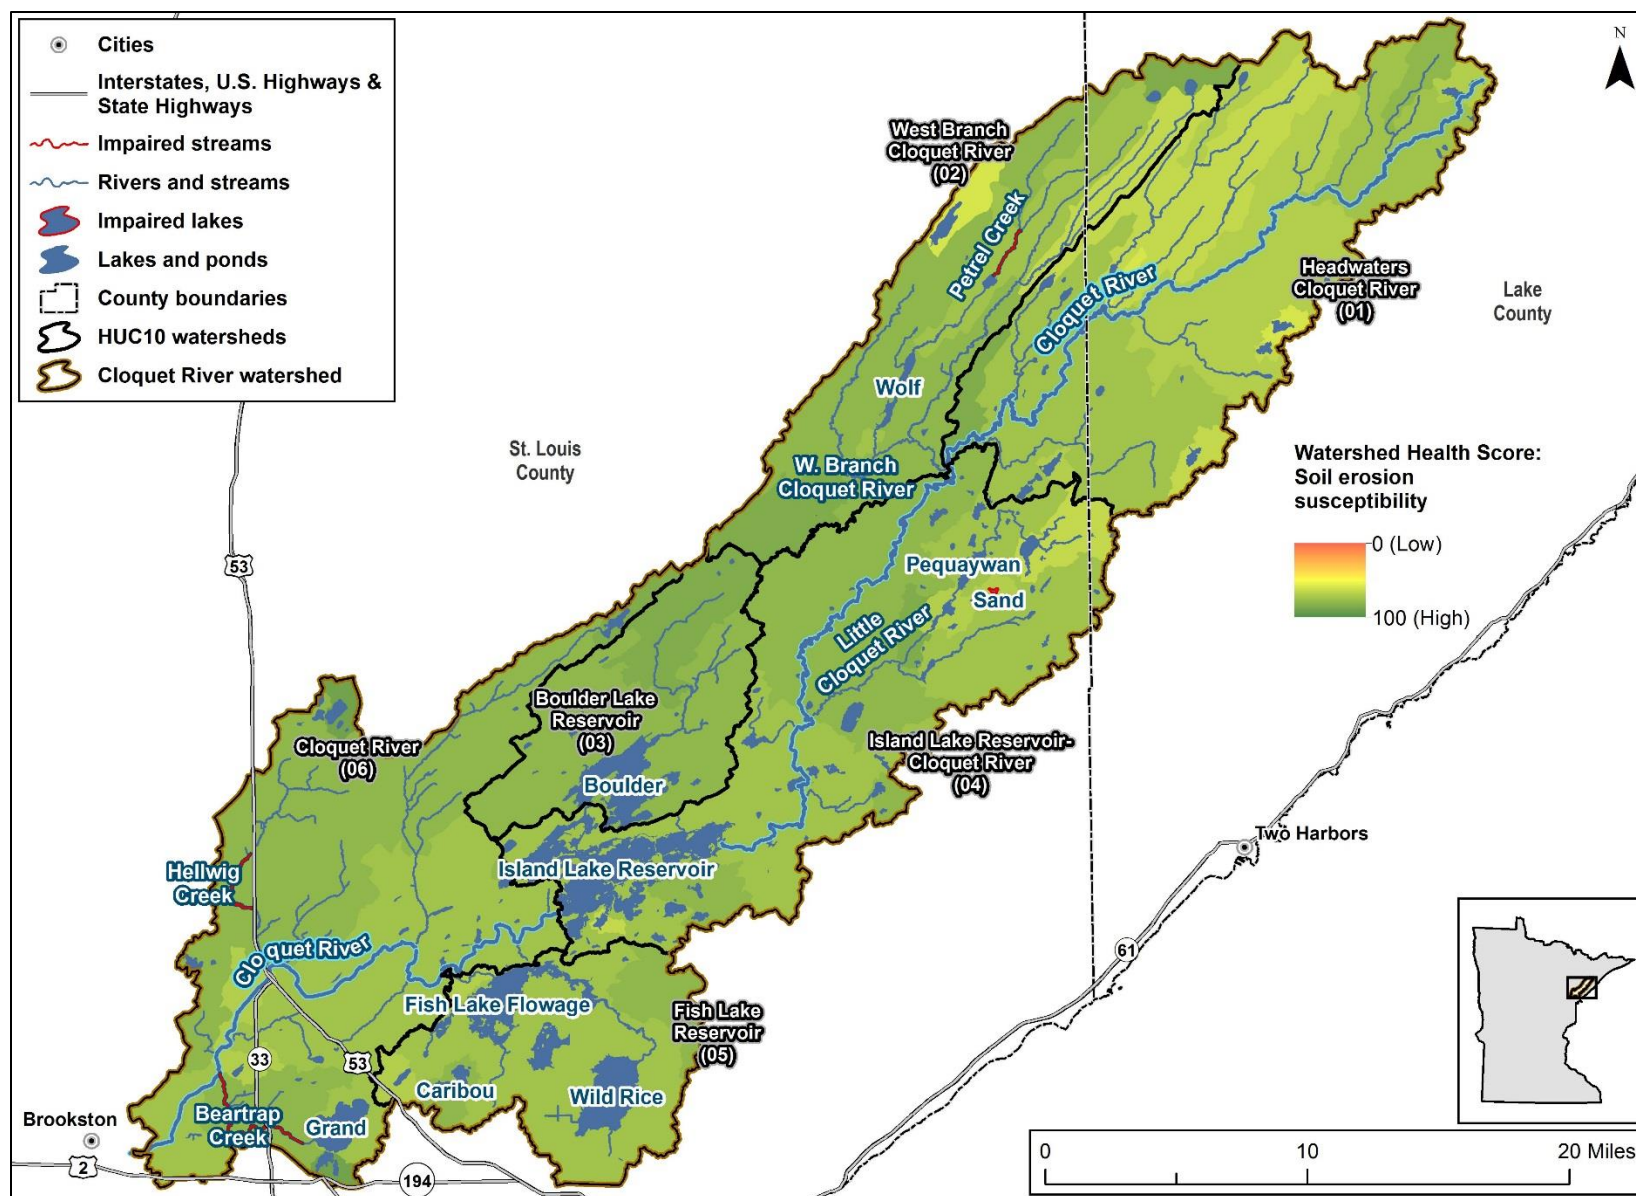 Cities
Interstates, U.S. Highways &
State Highways
Impaired streams
Rivers and streams
Impaired lakes
Lakes and ponds
County boundaries
HUC10 watersheds
Cloquet River watershed
N
West Branch
Cloquet River
(02)
Petrel Creek
Cloquet River
Headwaters
Cloquet River
(01)
Lake
County
Wolf
St. Louis
County
W. Branch
Cloquet River
Watershed Health Score:
Soil erosion
susceptibility
0 (Low)
100 (High)
53
Pequaywan
Sand
Little
Cloquet River
Boulder Lake
Reservoir
(03)
Cloquet River
(06)
Island Lake Reservoir-
Cloquet River
(04)
Boulder
Two Harbors
Island Lake Reservoir
Hellwig
Creek
Cloquet River
61
Fish Lake Flowage
Fish Lake
Reservoir
(05)
33
53
Caribou
Wild Rice
Brookston
Beartrap
Creek
Grand
2
194
0
10
20 Miles